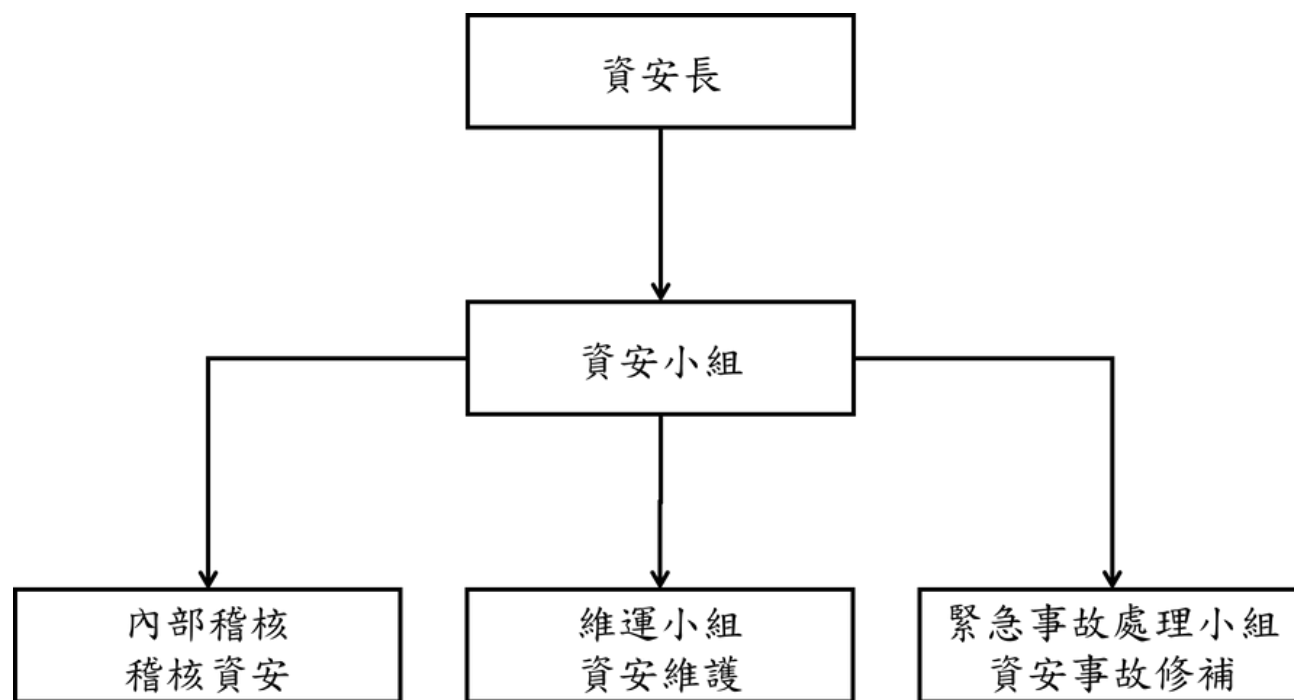 資安長
資安小組
內部稽核
稽核資安
維運小組
資安維護
緊急事故處理小組
資安事故修補